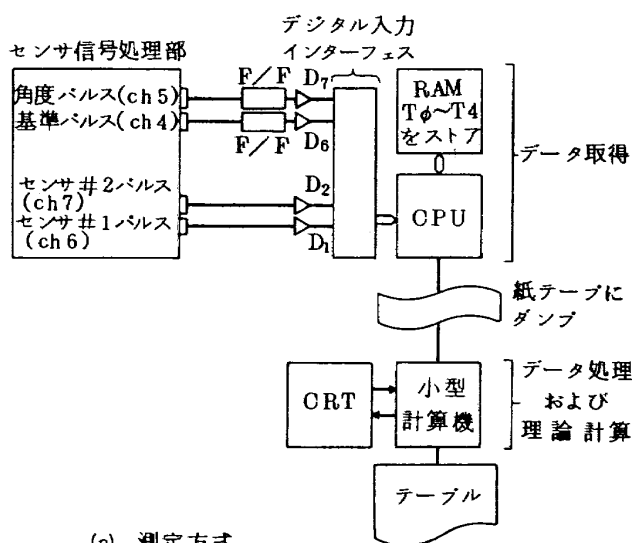 センサ信号処理部
角度パルス(ch5)
基準パルス(ch4)
センサ#2パルス
(ch7)
センサ#1パルス
(ch6)
F/F
F/F
D7
D6
D2
D1
デジタル入力
インターフェス
RAM
Tφ~T4
をストア
CPU
データ取得
紙テープに
ダンプ
CRT
小型
計算機
データ処理
および
理論計算
テーブル
測定方式